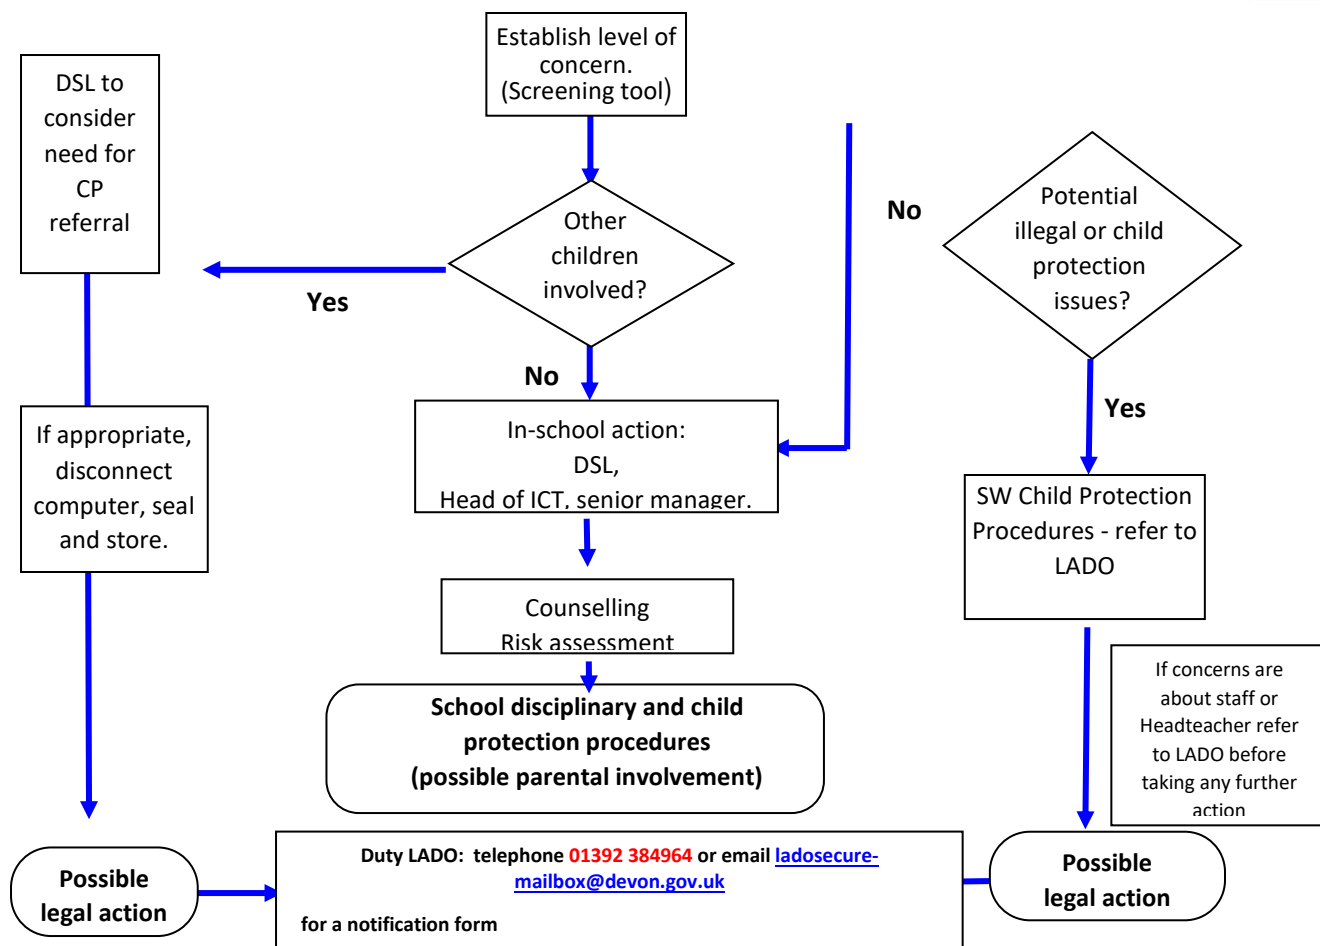 Establish level of
concern.
(Screening tool)
DSL to
consider
need for
CP
referral
Other
children
involved?
No
Potential
illegal or child
protection
issues?
Yes
No
Yes
If appropriate,
disconnect
computer, seal
and store.
In-school action:
DSL,
Head of ICT, senior manager.
SW Child Protection
Procedures - refer to
LADO
Counselling
Risk assessment
If concerns are
about staff or
Headteacher refer
to LADO before
taking any further
action
School disciplinary and child
protection procedures
(possible parental involvement)
Possible
legal action
Duty LADO: telephone 01392 384964 or email ladosecure-
mailbox@devon.gov.uk
for a notification form
Possible
legal action